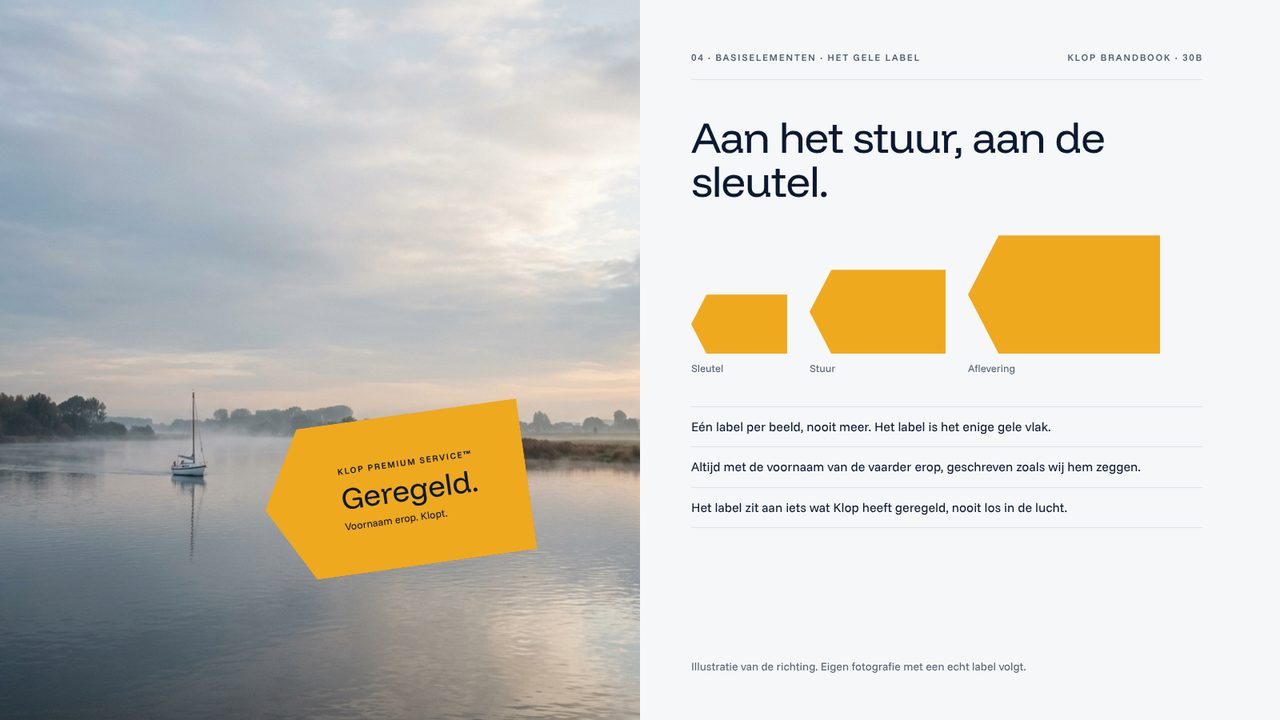 KLOP PREMIUM SERVICE™
Geregeld.
Voornaam erop. Klopt.
04 · BASISELEMENTEN · HET GELE LABEL
KLOP BRANDBOOK · 30B
Aan het stuur, aan de
sleutel.
Sleutel
Stuur
Aflevering
Eén label per beeld, nooit meer. Het label is het enige gele vlak.
Altijd met de voornaam van de vaarder erop, geschreven zoals wij hem zeggen.
Het label zit aan iets wat Klop heeft geregeld, nooit los in de lucht.
Illustratie van de richting. Eigen fotografie met een echt label volgt.